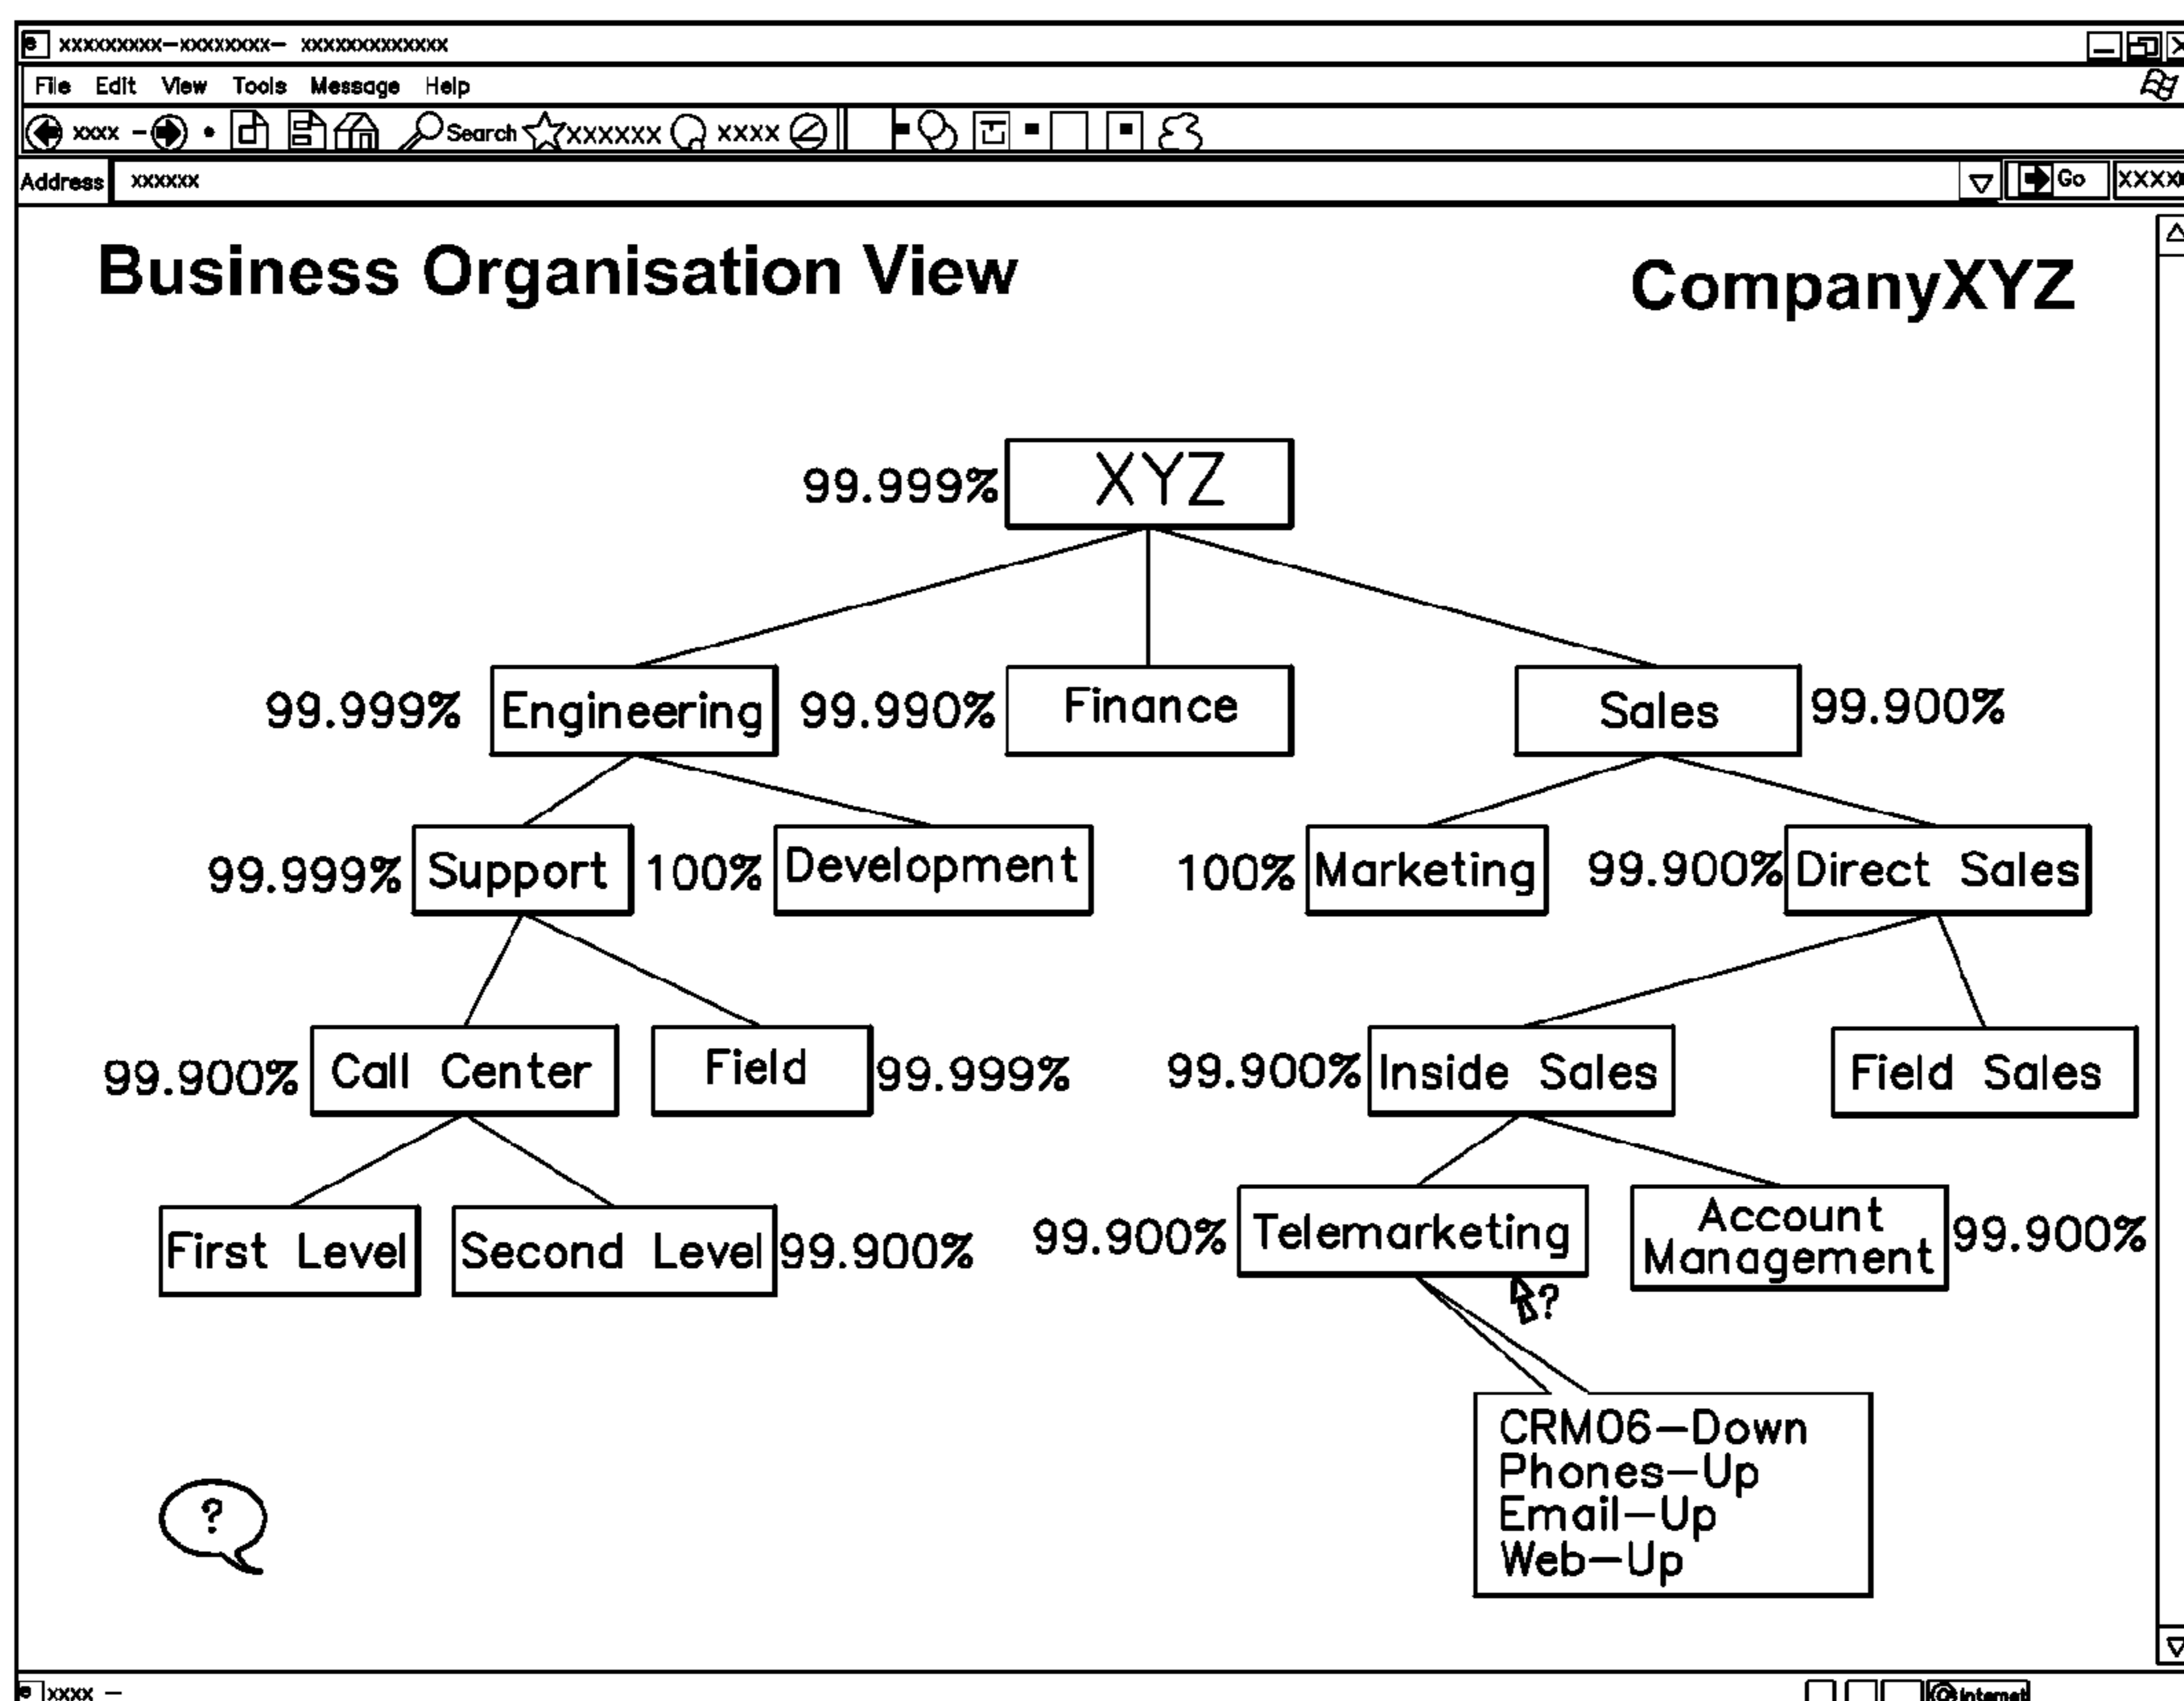 e xxxxxxxxx-xxxxxxxx- xxxxxxxxxxxxx
File Edit View Tools Message Help
xxxx - Search xxxxxx xxxx
Address xxxxxx Go xxxx
Business Organisation View
CompanyXYZ
99.999% XYZ
99.999% Engineering 99.990% Finance Sales 99.900%
99.999% Support 100% Development 100% Marketing 99.900% Direct Sales
99.900% Call Center Field 99.999% 99.900% Inside Sales Field Sales
First Level Second Level 99.900% 99.900% Telemarketing Account
Management 99.900%
?
CRM06-Down
Phones-Up
Email-Up
Web-Up
?
e xxxx - Internet